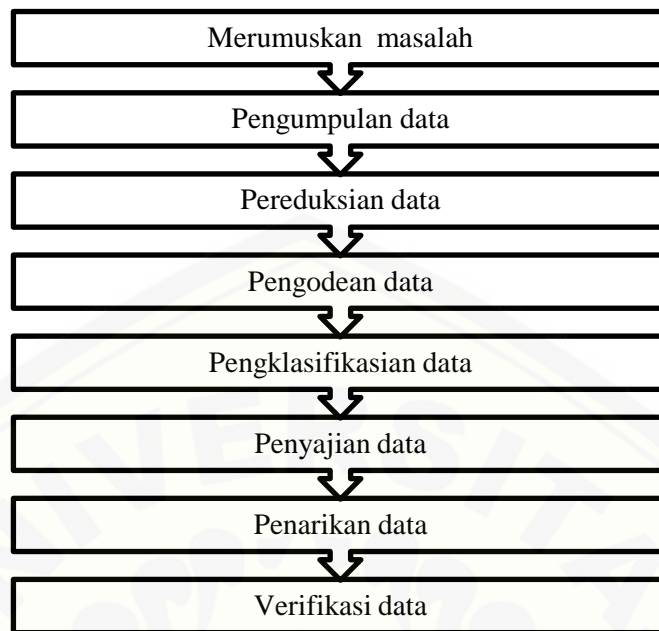 Merumuskan masalah
Pengumpulan data
Pereduksian data
Pengodean data
Pengklasifikasian data
Penyajian data
Penarikan data
Verifikasi data